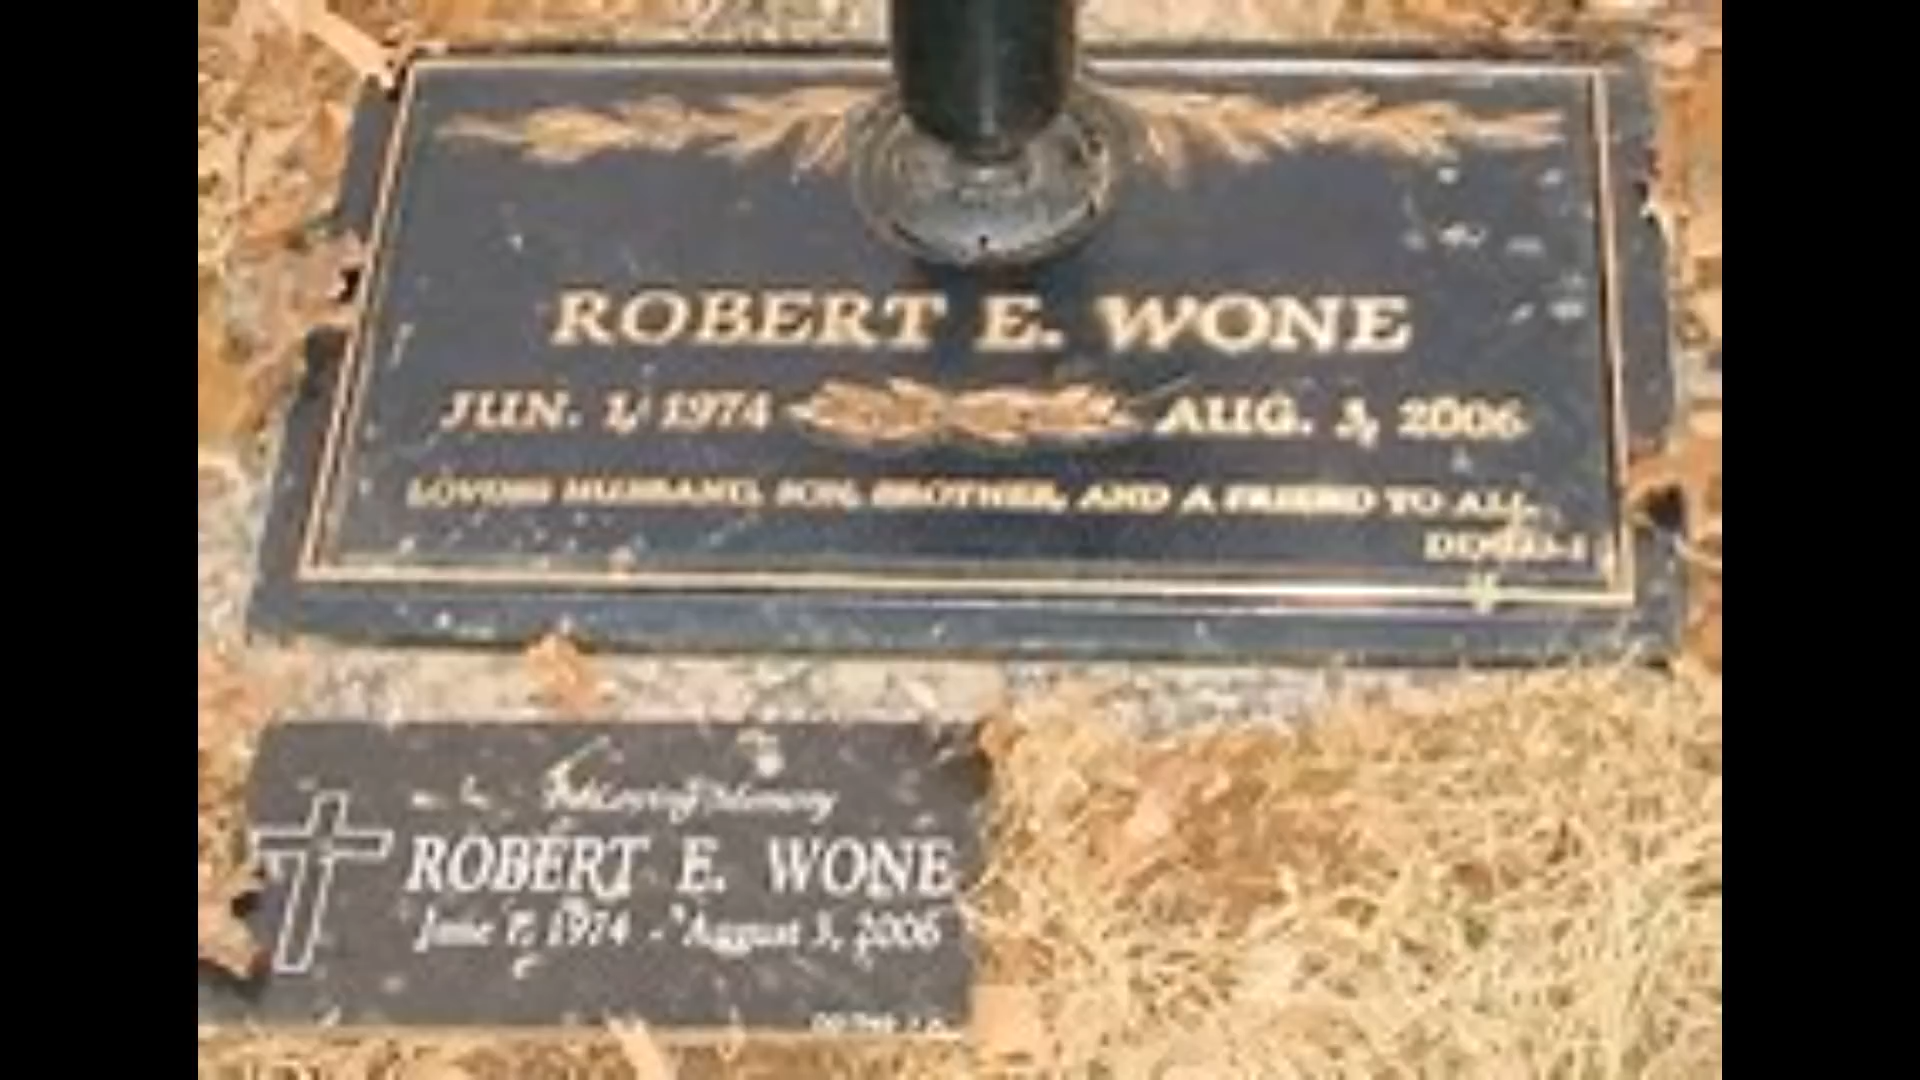 ROBERT E. WONE
JUN. 1, 1974 AUG. 3, 2006
LOVING HUSBAND, SON, BROTHER, AND A FRIEND TO ALL.
In Loving Memory
ROBERT E. WONE
June 1, 1974 - August 3, 2006